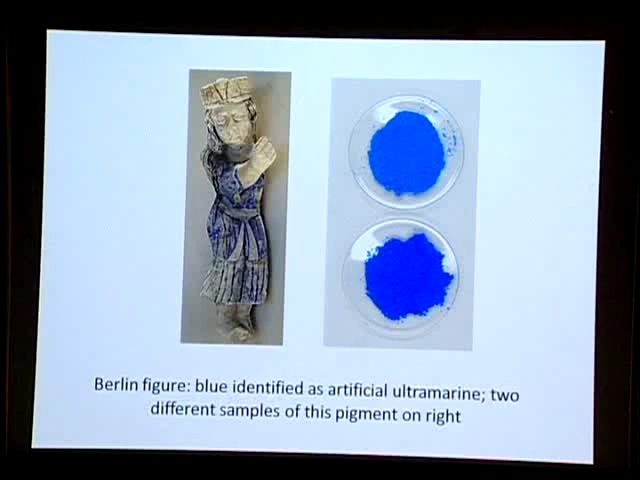 Berlin figure: blue identified as artificial ultramarine; two
different samples of this pigment on right